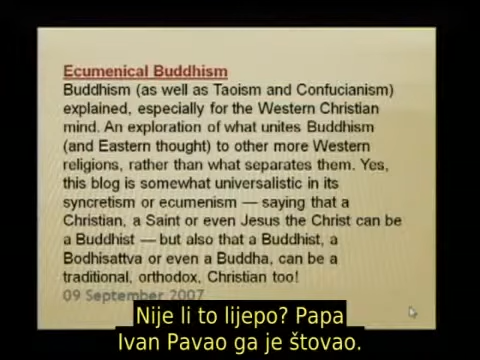 Ecumenical Buddhism
Buddhism (as well as Taoism and Confucianism)
explained, especially for the Western Christian
mind. An exploration of what unites Buddhism
(and Eastern thought) to other more Western
religions, rather than what separates them. Yes,
this blog is somewhat universalistic in its
syncretism or ecumenism — saying that a
Christian, a Saint or even Jesus the Christ can be
a Buddhist — but also that a Buddhist, a
Bodhisattva or even a Buddha, can be a
traditional, orthodox, Christian too!
09 September 2007
Nije li to lijepo? Papa
Ivan Pavao ga je štovao.